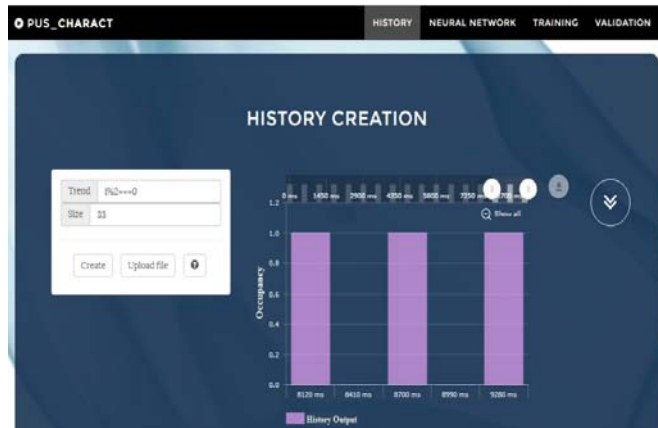 PUS_CHARACT HISTORY NEURAL NETWORK TRAINING VALIDATION
HISTORY CREATION
Trend t%2===0
Size 33
Create Upload file
0 ms 1450 ms 2900 ms 4350 ms 5800 ms 7250
Show all
1.2
1.0
0.8
0.6
0.4
0.2
0.0
Occupancy
8120 ms 8410 ms 8700 ms 8990 ms 9280 ms
History Output